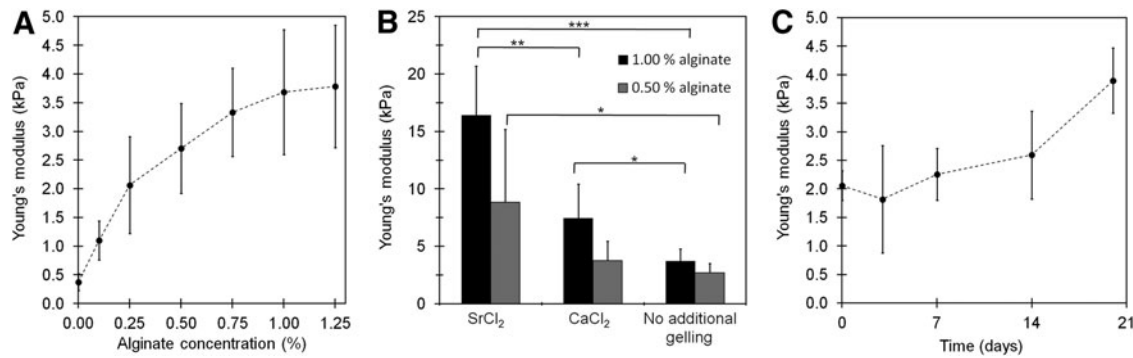 A
Young's modulus (kPa)
5.0
4.5
4.0
3.5
3.0
2.5
2.0
1.5
1.0
0.5
0.0
0.00 0.25 0.50 0.75 1.00 1.25
Alginate concentration (%)
B
Young's modulus (kPa)
25
20
15
10
5
0
***
**
1.00 % alginate
0.50 % alginate
*
*
SrCl₂ CaCl₂ No additional
gelling
C
Young's modulus (kPa)
5.0
4.5
4.0
3.5
3.0
2.5
2.0
1.5
1.0
0.5
0.0
0 7 14 21
Time (days)